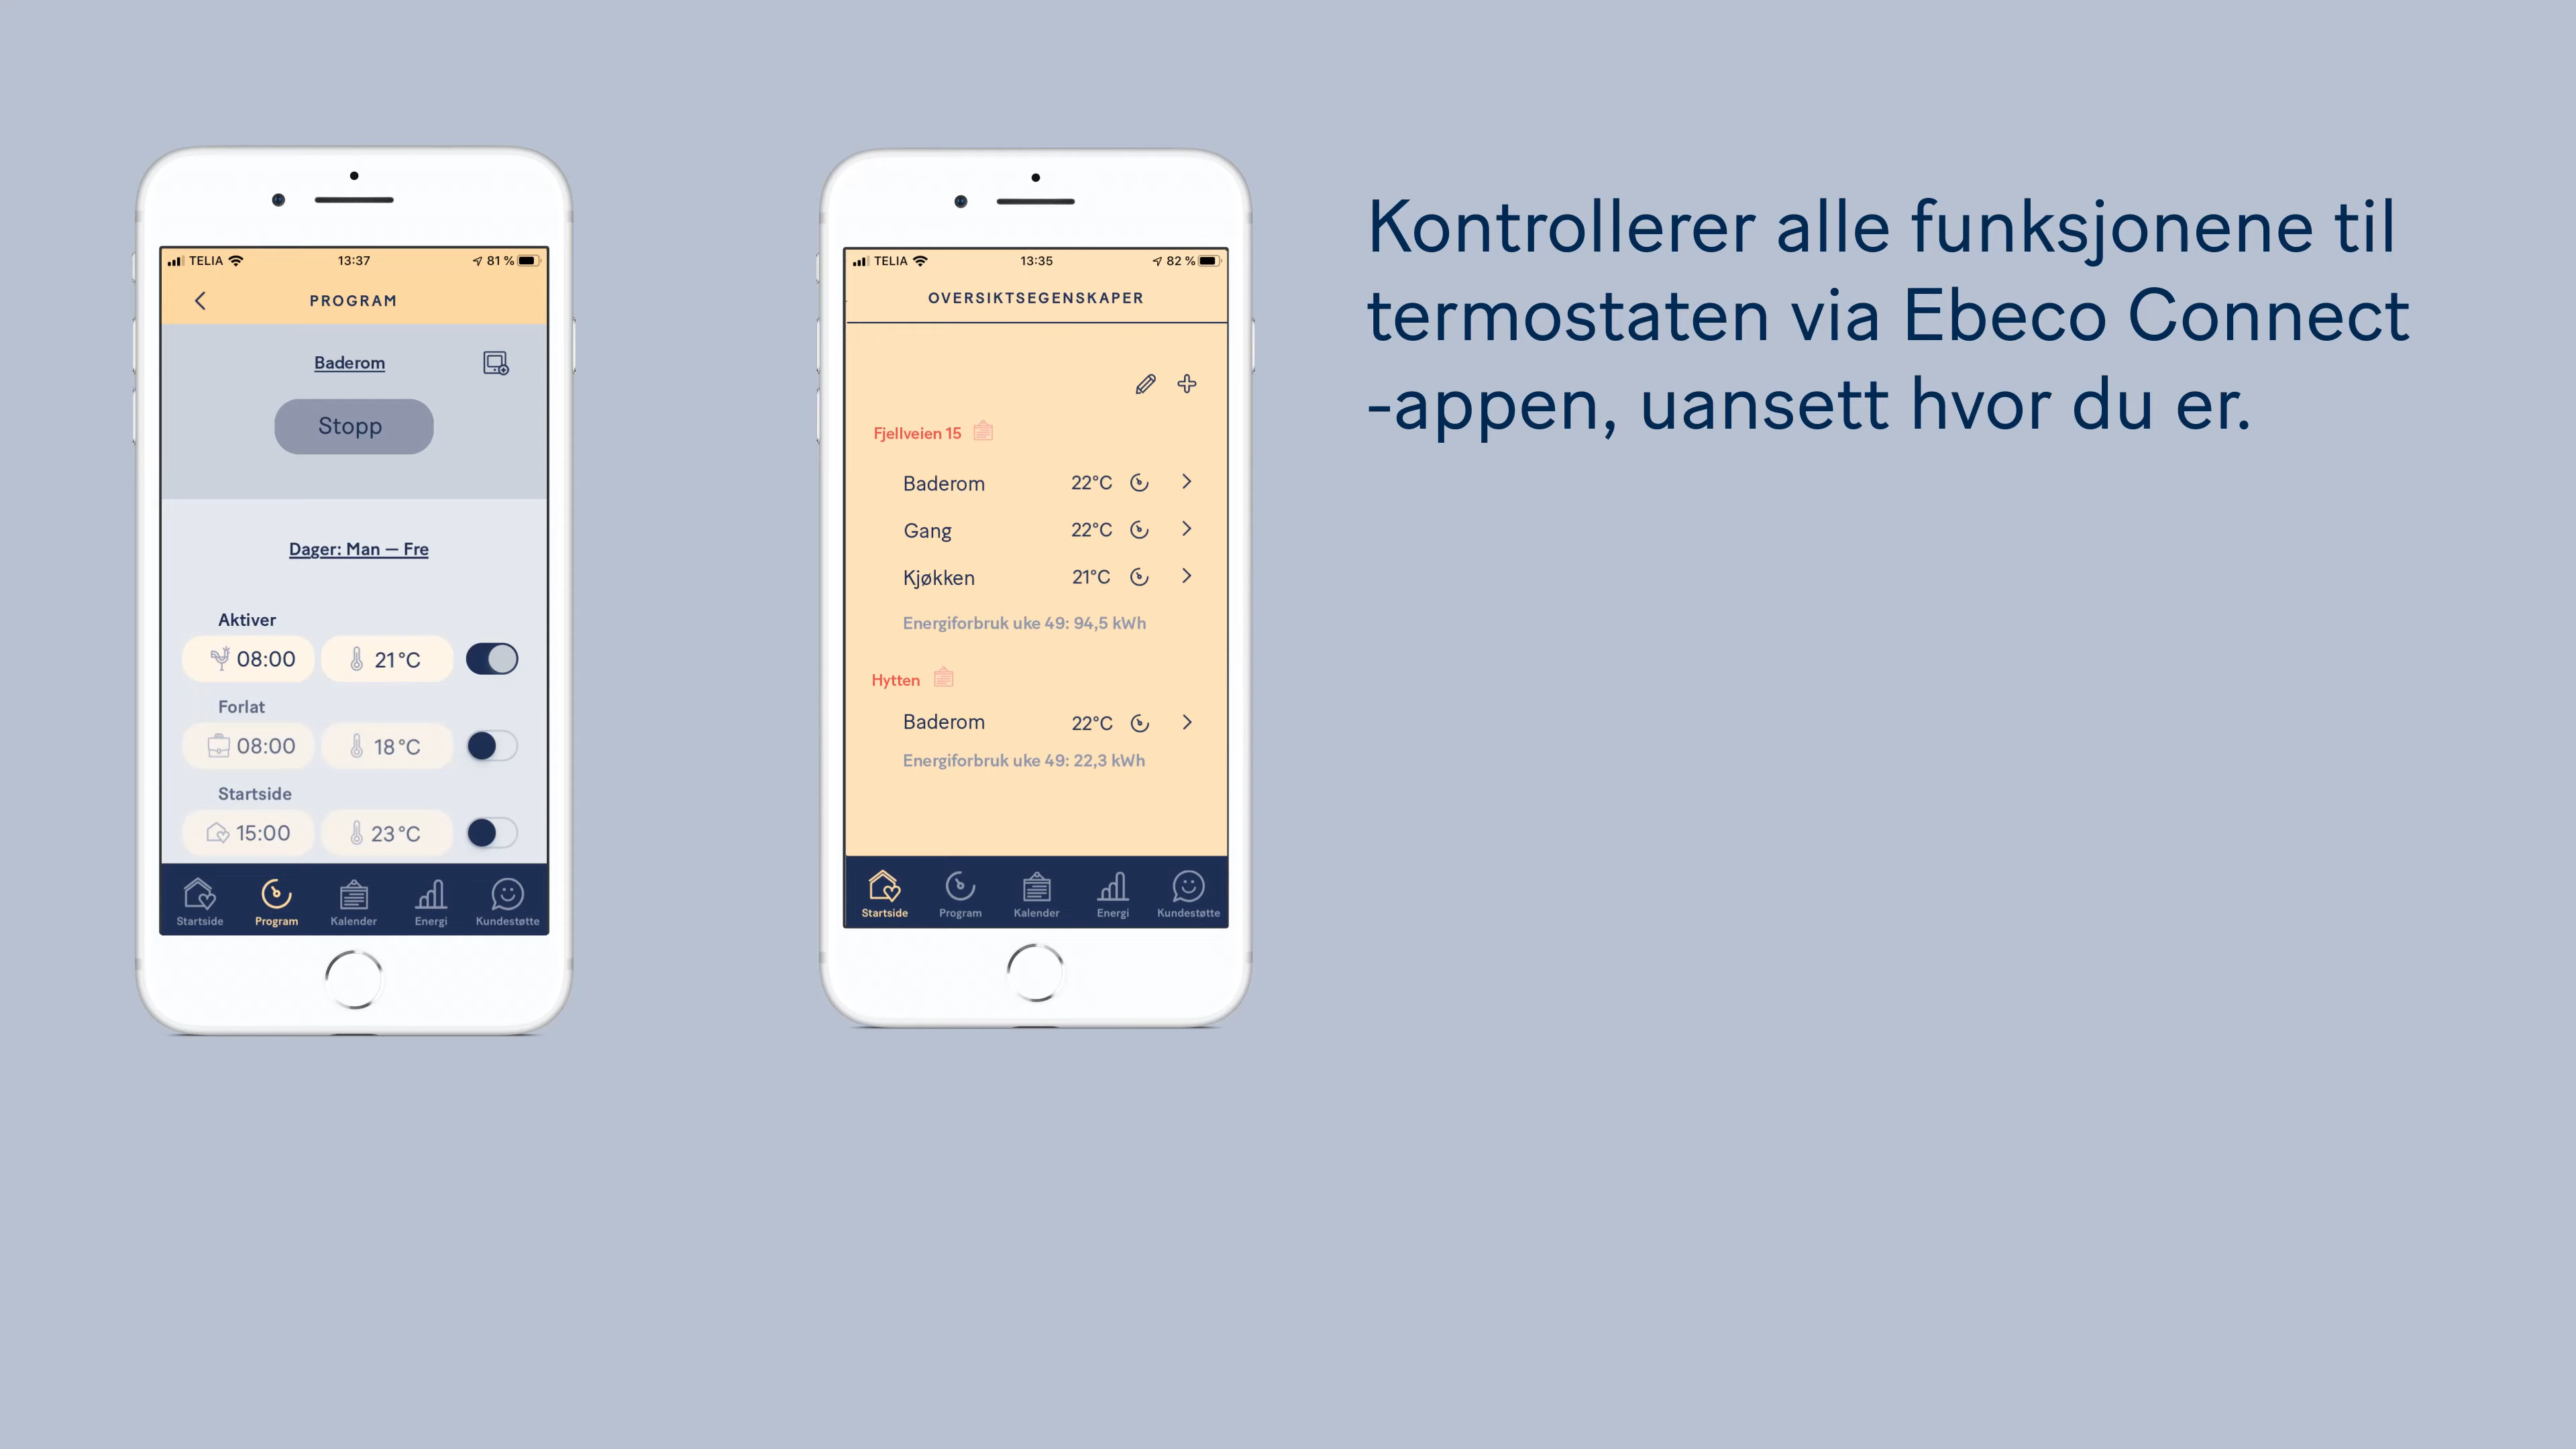 TELIA 13:37 81 %
PROGRAM
Baderom
Stopp
Dager: Man – Fre
Aktiver
08:00 21°C
Forlat
08:00 18°C
Startside
15:00 23°C
Startside Program Kalender Energi Kundestøtte
TELIA 13:35 82 %
OVERSIKTSEGENSKAPER
Fjellveien 15
Baderom 22°C
Gang 22°C
Kjøkken 21°C
Energiforbruk uke 49: 94,5 kWh
Hytten
Baderom 22°C
Energiforbruk uke 49: 22,3 kWh
Startside Program Kalender Energi Kundestøtte
Kontrollerer alle funksjonene til
termostaten via Ebeco Connect
-appen, uansett hvor du er.